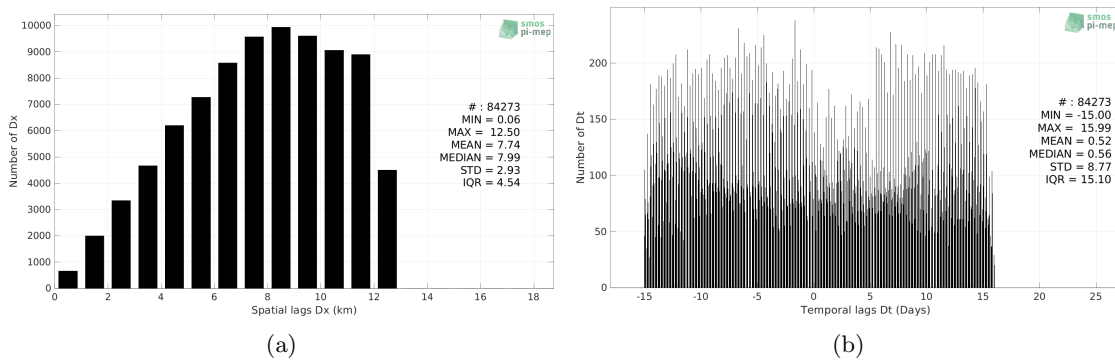 10000
9000
8000
7000
6000
5000
4000
3000
2000
1000
0
Number of Dx
0 2 4 6 8 10 12 14 16 18
Spatial lags Dx (km)
smos
pi-mep
# : 84273
MIN = 0.06
MAX = 12.50
MEAN = 7.74
MEDIAN = 7.99
STD = 2.93
IQR = 4.54
(a)
200
150
100
50
0
Number of Dt
-15 -10 -5 0 5 10 15 20 25
Temporal lags Dt (Days)
smos
pi-mep
# : 84273
MIN = -15.00
MAX = 15.99
MEAN = 0.52
MEDIAN = 0.56
STD = 8.77
IQR = 15.10
(b)